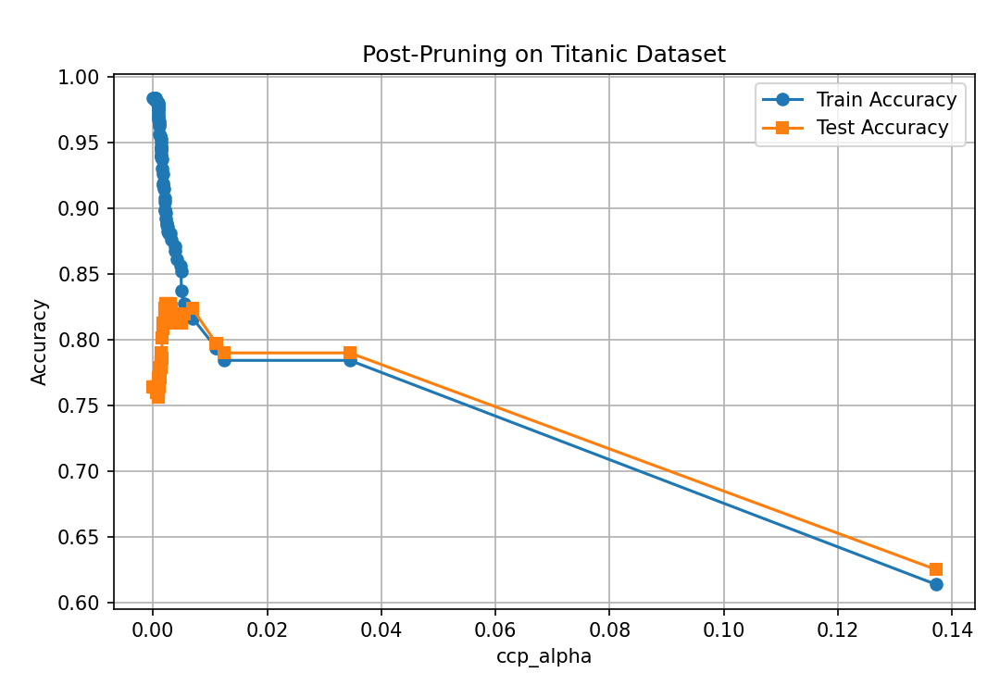 Post-Pruning on Titanic Dataset
Train Accuracy
Test Accuracy
Accuracy
1.00
0.95
0.90
0.85
0.80
0.75
0.70
0.65
0.60
0.00 0.02 0.04 0.06 0.08 0.10 0.12 0.14
ccp_alpha